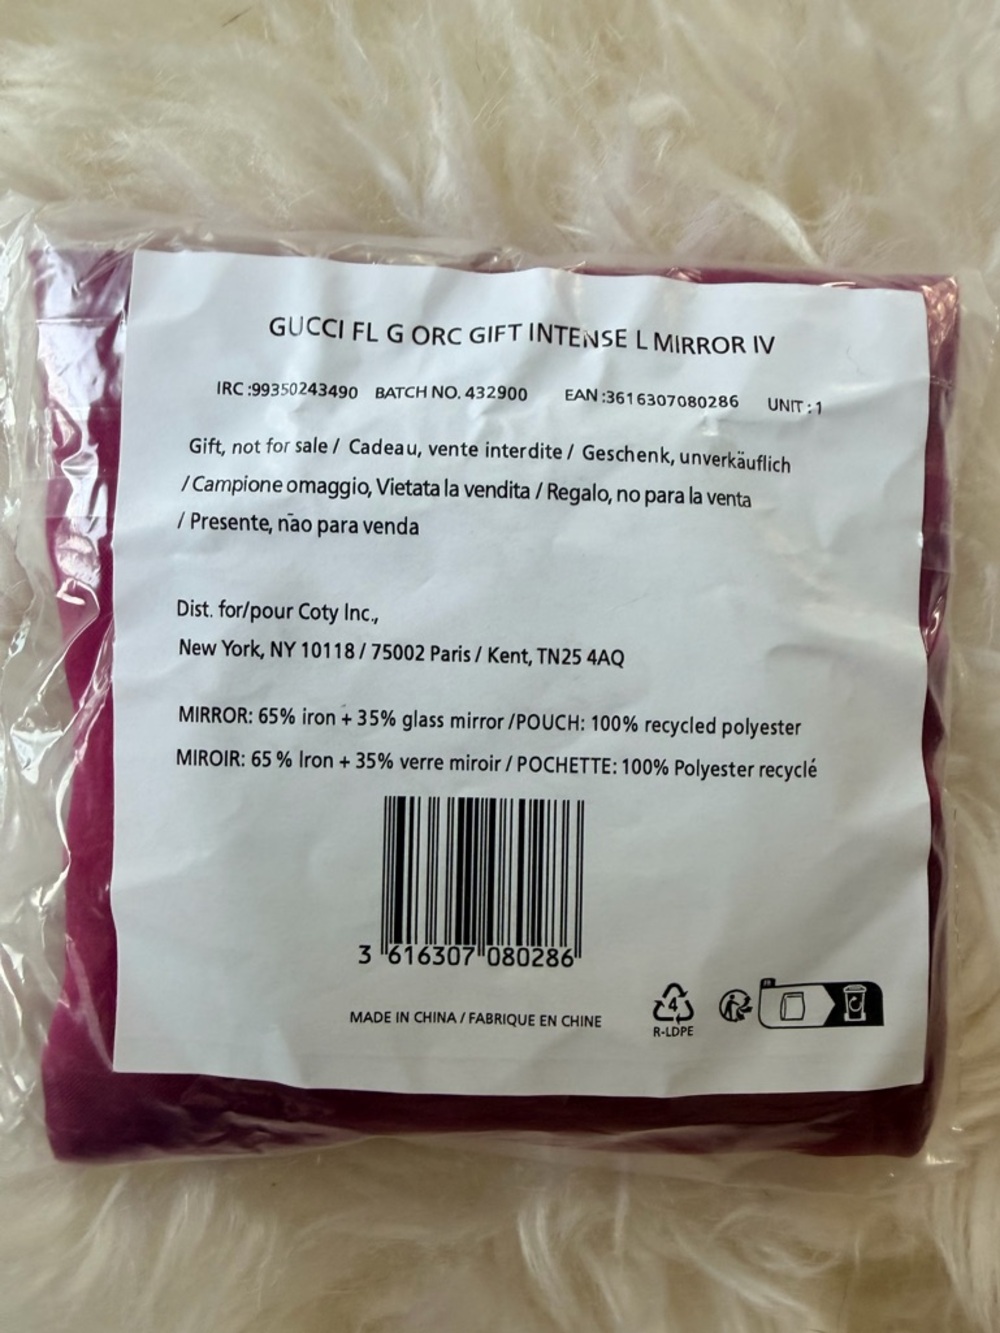 GUCCI FL G ORC GIFT INTENSE L MIRROR IV
IRC :99350243490 BATCH NO. 432900 EAN :3616307080286 UNIT : 1
Gift, not for sale / Cadeau, vente interdite / Geschenk, unverkäuflich
/ Campione omaggio, Vietata la vendita / Regalo, no para la venta
/ Presente, não para venda
Dist. for/pour Coty Inc.,
New York, NY 10118 / 75002 Paris / Kent, TN25 4AQ
MIRROR: 65% iron + 35% glass mirror /POUCH: 100% recycled polyester
MIROIR: 65 % Iron + 35% verre miroir / POCHETTE: 100% Polyester recyclé
3 616307 080286
MADE IN CHINA / FABRIQUE EN CHINE
4
R-LDPE